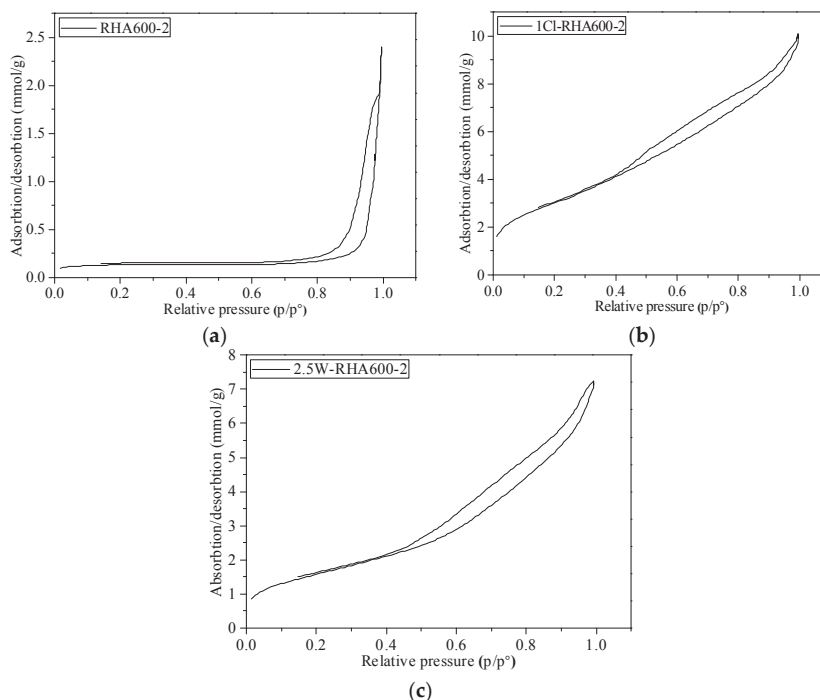 RHA600-2
2.5
2.0
1.5
1.0
0.5
0.0
Adsorbtion/desorbtion (mmol/g)
0.0 0.2 0.4 0.6 0.8 1.0
Relative pressure (p/p°)
(a)
1Cl-RHA600-2
10
8
6
4
2
0
Adsorbtion/desorbtion (mmol/g)
0.0 0.2 0.4 0.6 0.8 1.0
Relative pressure (p/p°)
(b)
2.5W-RHA600-2
8
7
6
5
4
3
2
1
0
Absorbtion/desorbtion (mmol/g)
0.0 0.2 0.4 0.6 0.8 1.0
Relative pressure (p/p°)
(c)